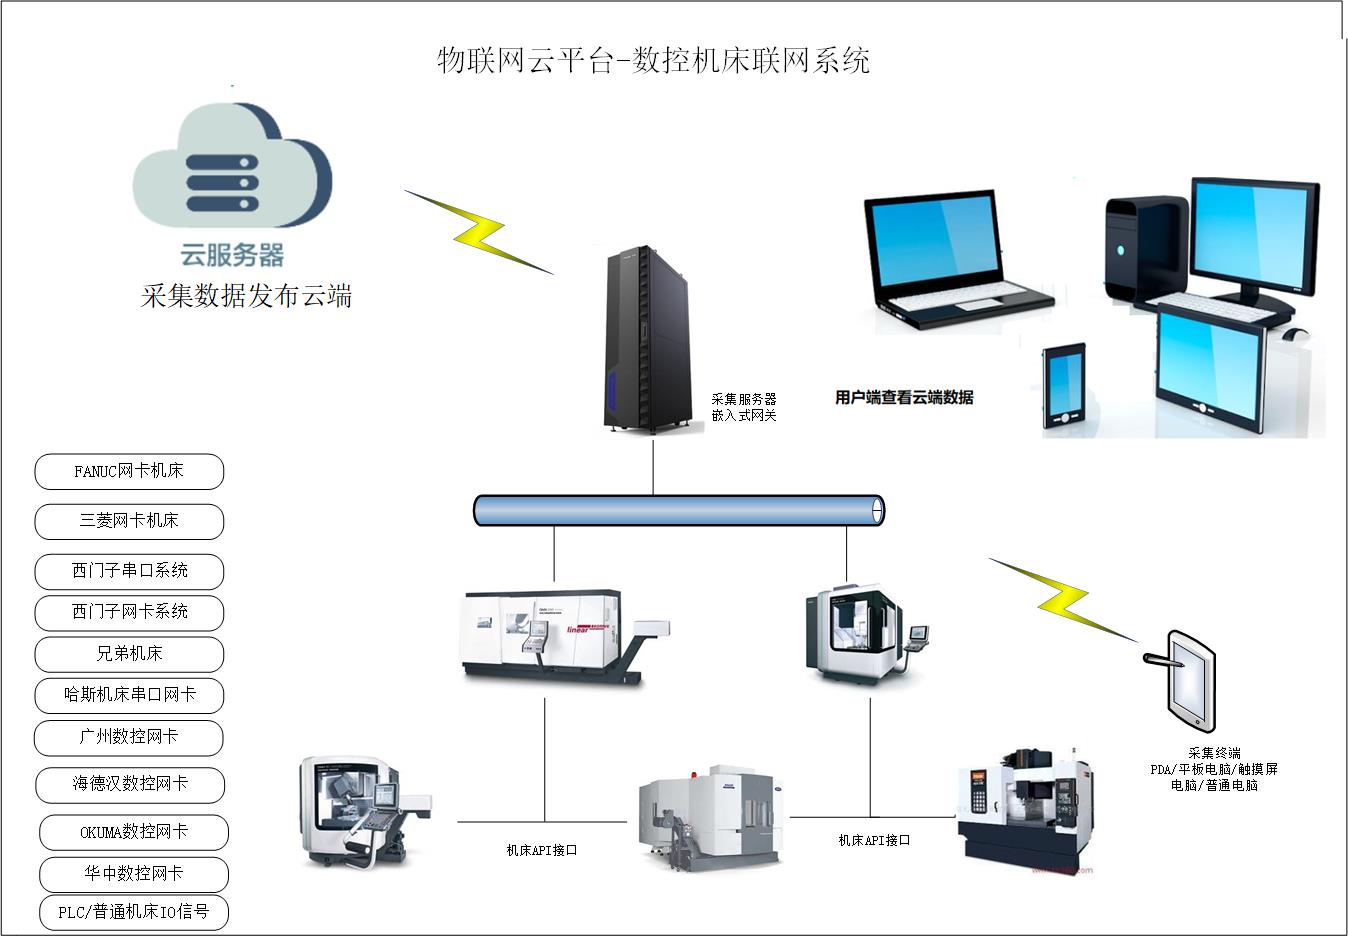 物联网云平台-数控机床联网系统
云服务器
采集数据发布云端
采集服务器
嵌入式网关
用户端查看云端数据
FANUC网卡机床
三菱网卡机床
西门子串口系统
西门子网卡系统
兄弟机床
哈斯机床串口网卡
广州数控网卡
海德汉数控网卡
OKUMA数控网卡
华中数控网卡
PLC/普通机床IO信号
linear
机床API接口
机床API接口
采集终端
PDA/平板电脑/触摸屏
电脑/普通电脑